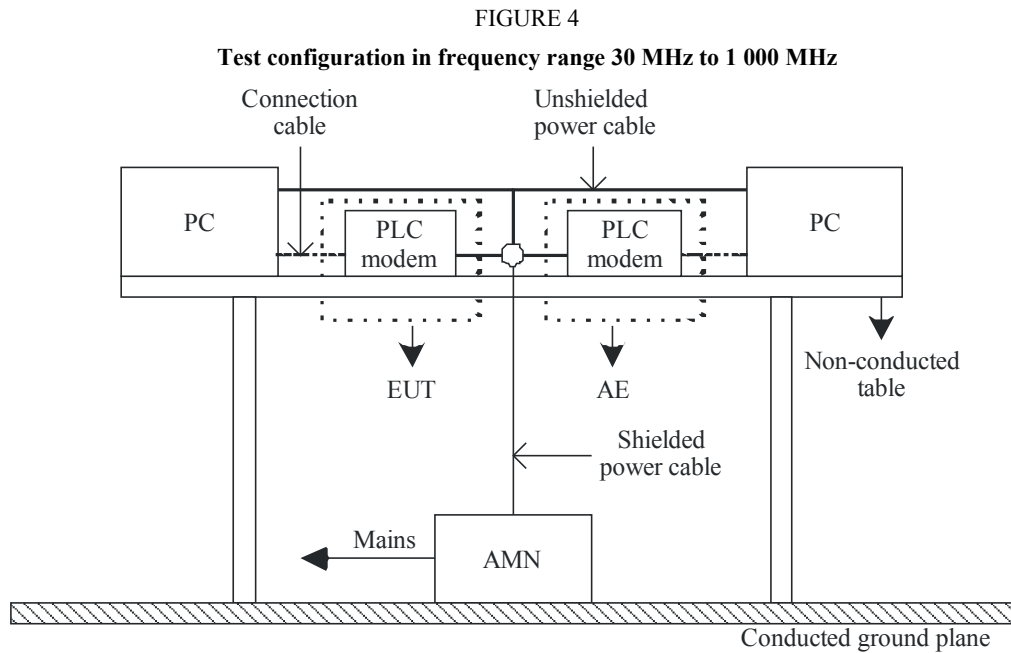 FIGURE 4
Test configuration in frequency range 30 MHz to 1 000 MHz
Connection
cable
Unshielded
power cable
PC
PLC
modem
PLC
modem
PC
EUT
AE
Non-conducted
table
Shielded
power cable
Mains
AMN
Conducted ground plane